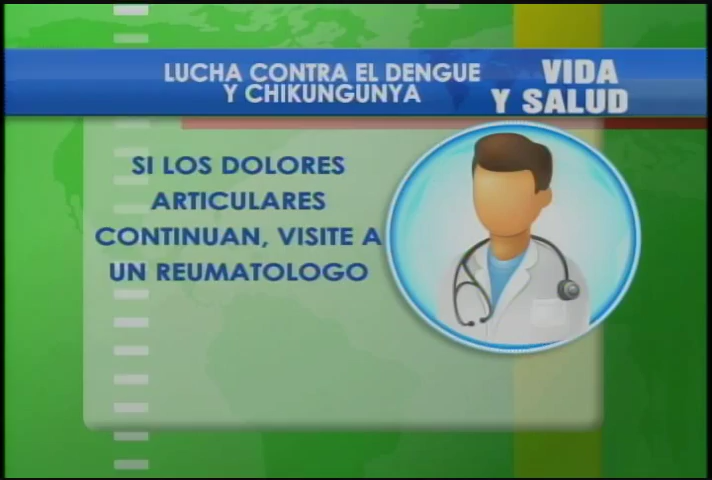 LUCHA CONTRA EL DENGUE
Y CHIKUNGUNYA
VIDA
Y SALUD
SI LOS DOLORES
ARTICULARES
CONTINUAN, VISITE A
UN REUMATOLOGO